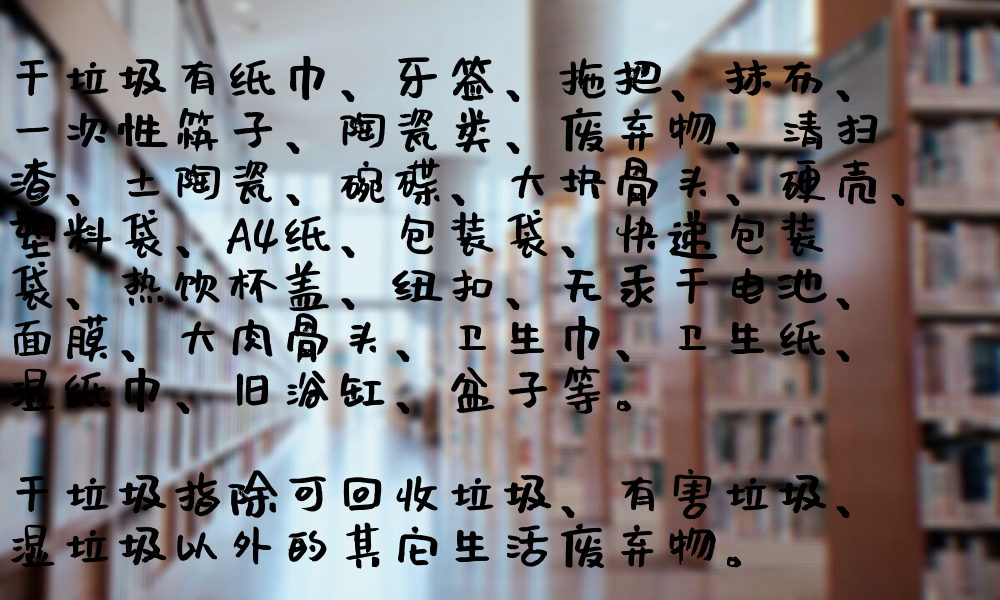 干垃圾有纸巾、牙签、拖把、抹布、
一次性筷子、陶瓷类、废弃物、清扫
渣、土陶瓷、碗碟、大块骨头、硬壳、
塑料袋、A4纸、包装袋、快递包装
袋、热饮杯盖、纽扣、无汞干电池、
面膜、大肉骨头、卫生巾、卫生纸、
湿纸巾、旧浴缸、盆子等。
干垃圾指除可回收垃圾、有害垃圾、
湿垃圾以外的其它生活废弃物。